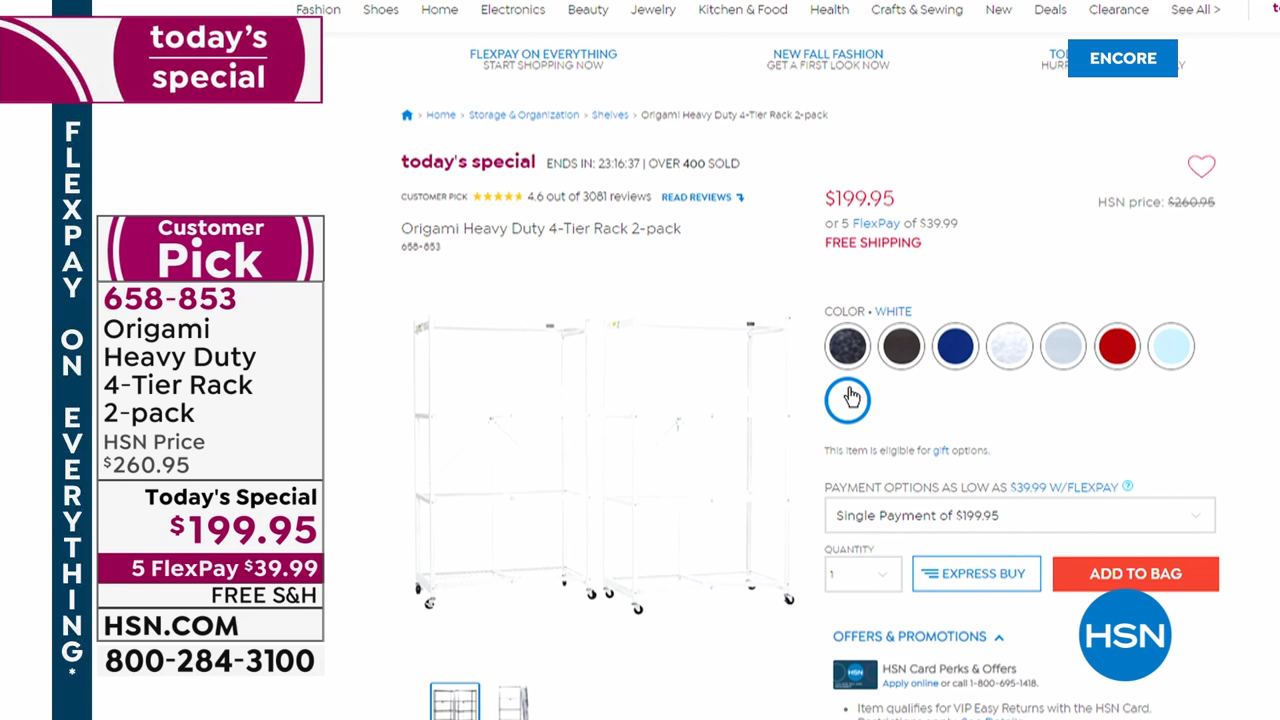 today's
special
FLEXPAY ON EVERYTHING.*
Customer
Pick
658-853
Origami
Heavy Duty
4-Tier Rack
2-pack
HSN Price
$260.95
Today's Special
$199.95
5 FlexPay $39.99
FREE S&H
HSN.COM
800-284-3100
Fashion Shoes Home Electronics Beauty Jewelry Kitchen & Food Health Crafts & Sewing New Deals Clearance See All >
FLEXPAY ON EVERYTHING
START SHOPPING NOW
NEW FALL FASHION
GET A FIRST LOOK NOW
ENCORE
> Home > Storage & Organization > Shelves > Origami Heavy Duty 4-Tier Rack 2-pack
today's special ENDS IN: 23:16:37 | OVER 400 SOLD
CUSTOMER PICK 4.6 out of 3081 reviews READ REVIEWS
Origami Heavy Duty 4-Tier Rack 2-pack
658-853
$199.95
HSN price: $260.95
or 5 FlexPay of $39.99
FREE SHIPPING
COLOR • WHITE
This item is eligible for gift options.
PAYMENT OPTIONS AS LOW AS $39.99 W/FLEXPAY ?
Single Payment of $199.95
QUANTITY
1
EXPRESS BUY
ADD TO BAG
OFFERS & PROMOTIONS
HSN
HSN
HSN Card Perks & Offers
Apply online or call 1-800-695-1418.
• Item qualifies for VIP Easy Returns with the HSN Card.